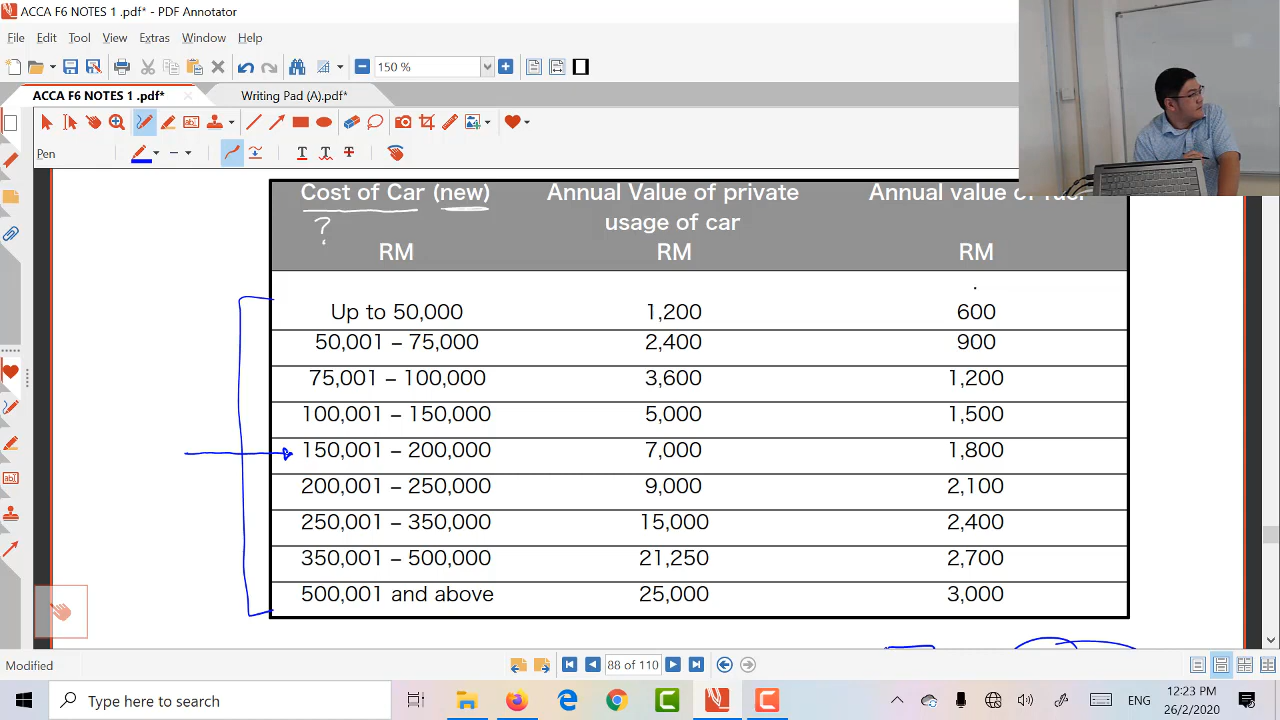 ACCA F6 NOTES 1 .pdf* - PDF Annotator
File Edit Tool View Extras Window Help
150 %
ACCA F6 NOTES 1 .pdf* Writing Pad (A).pdf*
Pen
Cost of Car (new) Annual Value of private Annual value of
? usage of car
RM RM RM
Up to 50,000 1,200 600
50,001 – 75,000 2,400 900
75,001 – 100,000 3,600 1,200
100,001 – 150,000 5,000 1,500
150,001 – 200,000 7,000 1,800
200,001 – 250,000 9,000 2,100
250,001 – 350,000 15,000 2,400
350,001 – 500,000 21,250 2,700
500,001 and above 25,000 3,000
Modified 88 of 110
Type here to search ENG 12:23 PM
26/2/2020